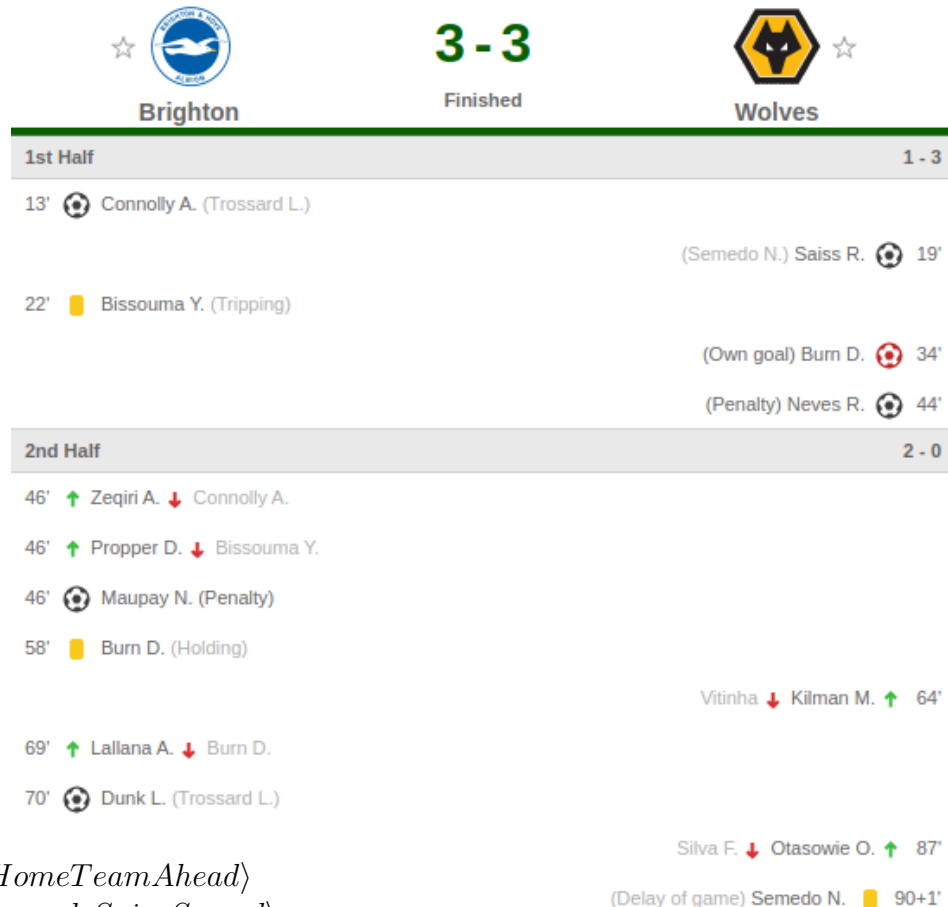 BRIGHTON & HOVE
ALBION
3 - 3
Finished
Brighton
Wolves
1st Half 1 - 3
13' Connolly A. (Trossard L.)
(Semedo N.) Saiss R. 19'
22' Bissouma Y. (Tripping)
(Own goal) Burn D. 34'
(Penalty) Neves R. 44'
2nd Half 2 - 0
46' Zeqiri A. Connolly A.
46' Propper D. Bissouma Y.
46' Maupay N. (Penalty)
58' Burn D. (Holding)
Vitinha Kilman M. 64'
69' Lallana A. Burn D.
70' Dunk L. (Trossard L.)
Silva F. Otasowie O. 87'
HomeTeamAhead⟩
(Delay of game) Semedo N. 90+1'